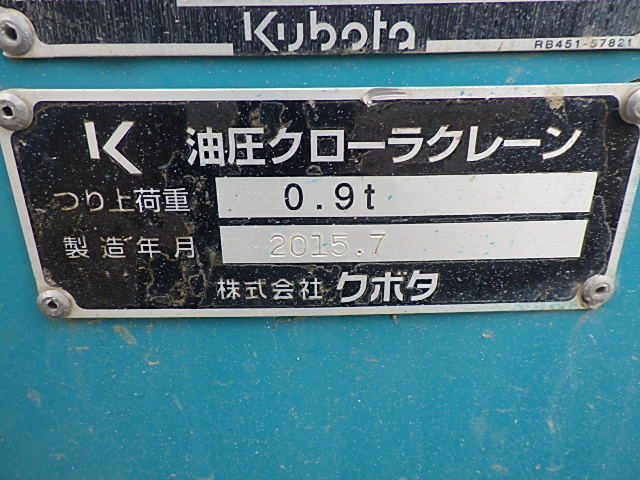 Kubota
RB451-57821
油圧クローラクレーン
つり上荷重 0.9t
製造年月 2015.7
株式会社 クボタ